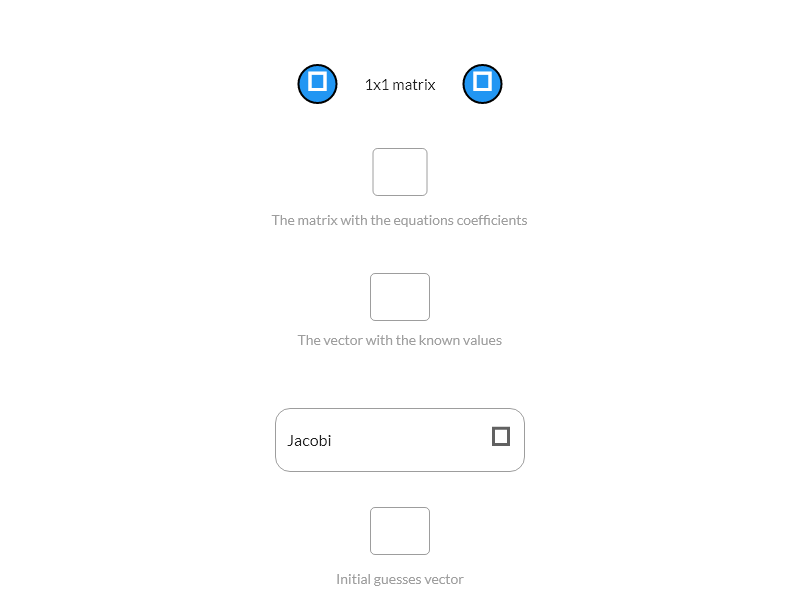 1x1 matrix
The matrix with the equations coefficients
The vector with the known values
Jacobi
Initial guesses vector